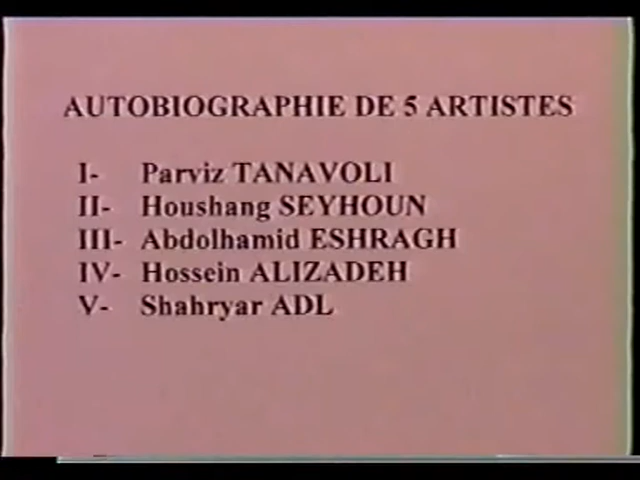 AUTOBIOGRAPHIE DE 5 ARTISTES
I- Parviz TANAVOLI
II- Houshang SEYHOUN
III- Abdolhamid ESHRAGH
IV- Hossein ALIZADEH
V- Shahryar ADL